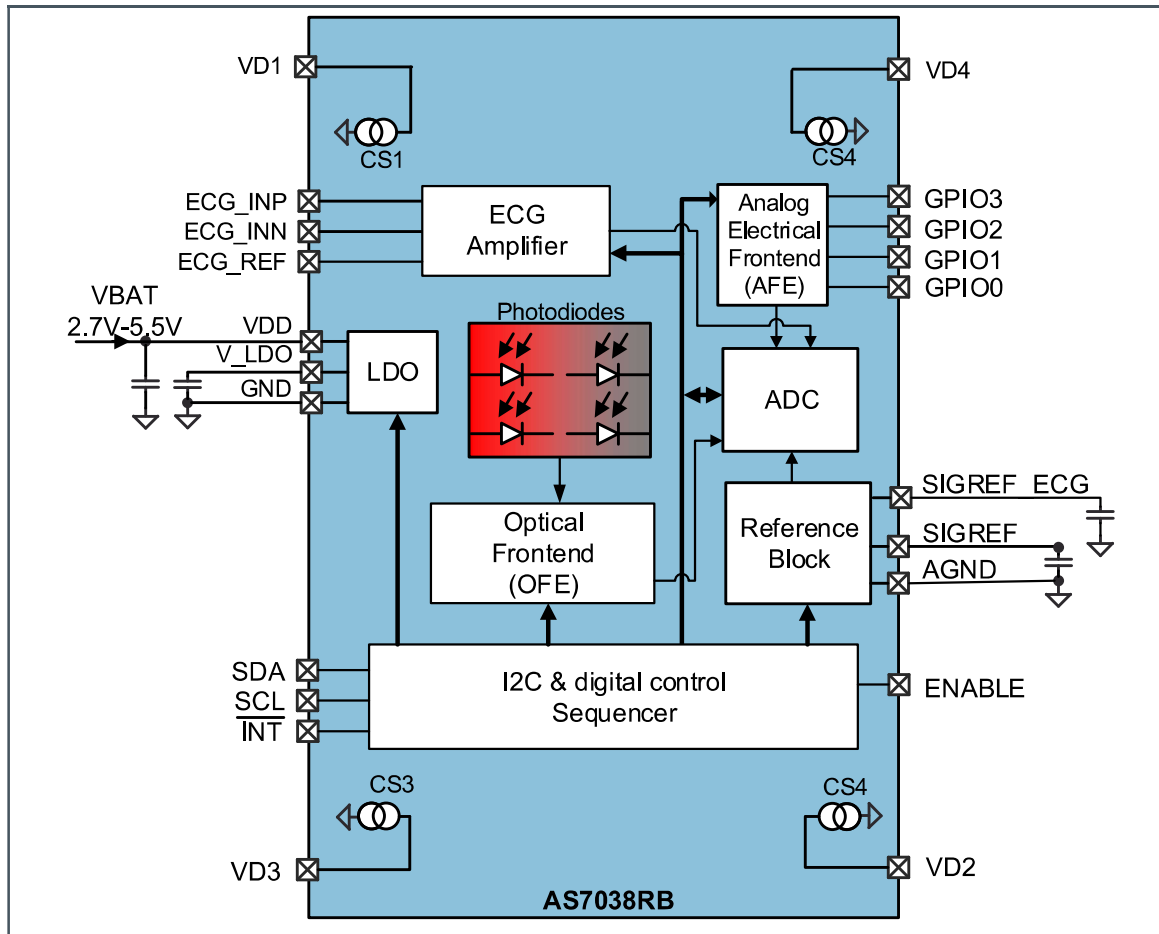 VD1
VD4
CS1
CS4
ECG_INP
ECG_INN
ECG_REF
ECG
Amplifier
Analog
Electrical
Frontend
(AFE)
GPIO3
GPIO2
GPIO1
GPIO0
VBAT
2.7V-5.5V
VDD
V_LDO
GND
LDO
Photodiodes
ADC
Optical
Frontend
(OFE)
Reference
Block
SIGREF_ECG
SIGREF
AGND
SDA
SCL
INT
I2C & digital control
Sequencer
ENABLE
CS3
CS4
VD3
VD2
AS7038RB